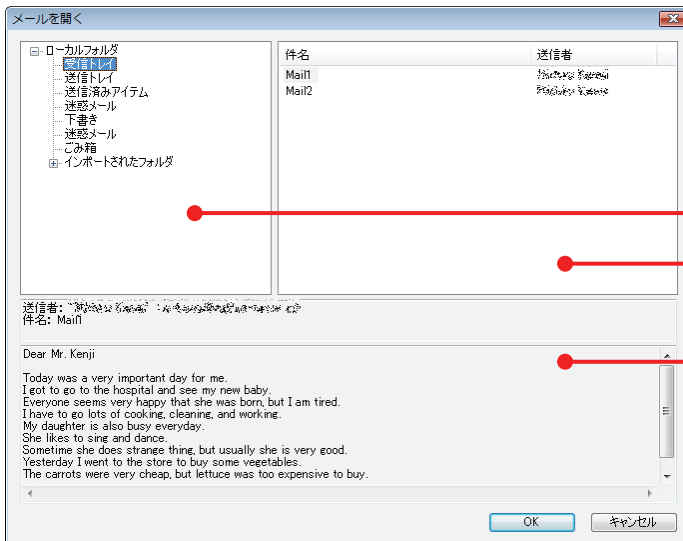 メールを開く
ローカルフォルダ
受信トレイ
送信トレイ
送信済みアイテム
迷惑メール
下書き
迷惑メール
ごみ箱
インポートされたフォルダ
件名 送信者
Mail1
Mail2
送信者:
件名: Mail1
Dear Mr. Kenji
Today was a very important day for me.
I got to go to the hospital and see my new baby.
Everyone seems very happy that she was born, but I am tired.
I have to go lots of cooking, cleaning, and working.
My daughter is also busy everyday.
She likes to sing and dance.
Sometime she does strange thing, but usually she is very good.
Yesterday I went to the store to buy some vegetables.
The carrots were very cheap, but lettuce was too expensive to buy.
OK キャンセル